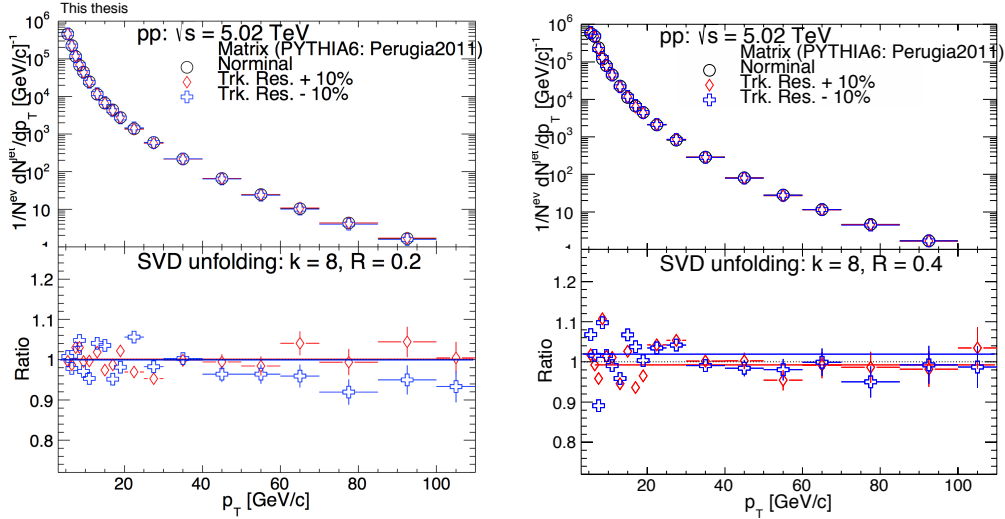 This thesis
pp: √s = 5.02 TeV
Matrix (PYTHIA6: Perugia2011)
Norminal
Trk. Res. + 10%
Trk. Res. - 10%
1/N^ev dN^jet/dp_T [GeV/c]^-1
10^6
10^5
10^4
10^3
10^2
10
1
SVD unfolding: k = 8, R = 0.2
Ratio
1.2
1.1
1.0
0.9
0.8
20 40 60 80 100
p_T [GeV/c]
pp: √s = 5.02 TeV
Matrix (PYTHIA6: Perugia2011)
Norminal
Trk. Res. + 10%
Trk. Res. - 10%
1/N^ev dN^jet/dp_T [GeV/c]^-1
10^6
10^5
10^4
10^3
10^2
10
1
SVD unfolding: k = 8, R = 0.4
Ratio
1.2
1.1
1
0.9
0.8
20 40 60 80 100
p_T [GeV/c]